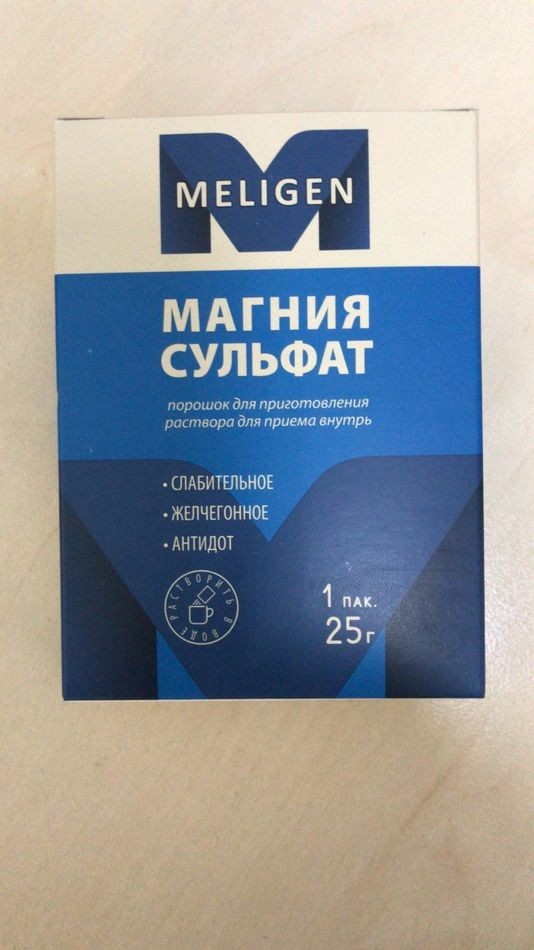 MELIGEN
МАГНИЯ
СУЛЬФАТ
порошок для приготовления
раствора для приема внутрь
• СЛАБИТЕЛЬНОЕ
• ЖЕЛЧЕГОННОЕ
• АНТИДОТ
РАСТВОРИТЬ В ВОДЕ
1 ПАК.
25 г